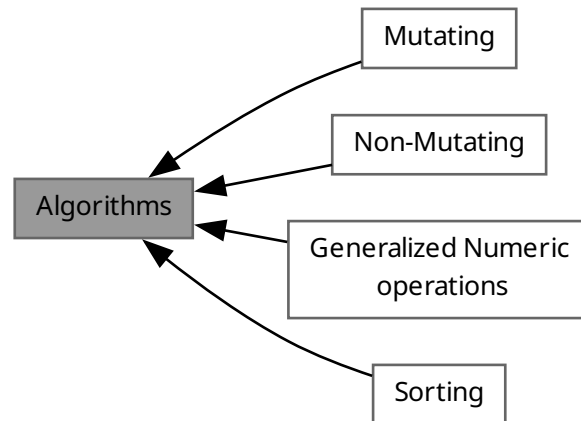 Mutating
Non-Mutating
Algorithms
Generalized Numeric
operations
Sorting